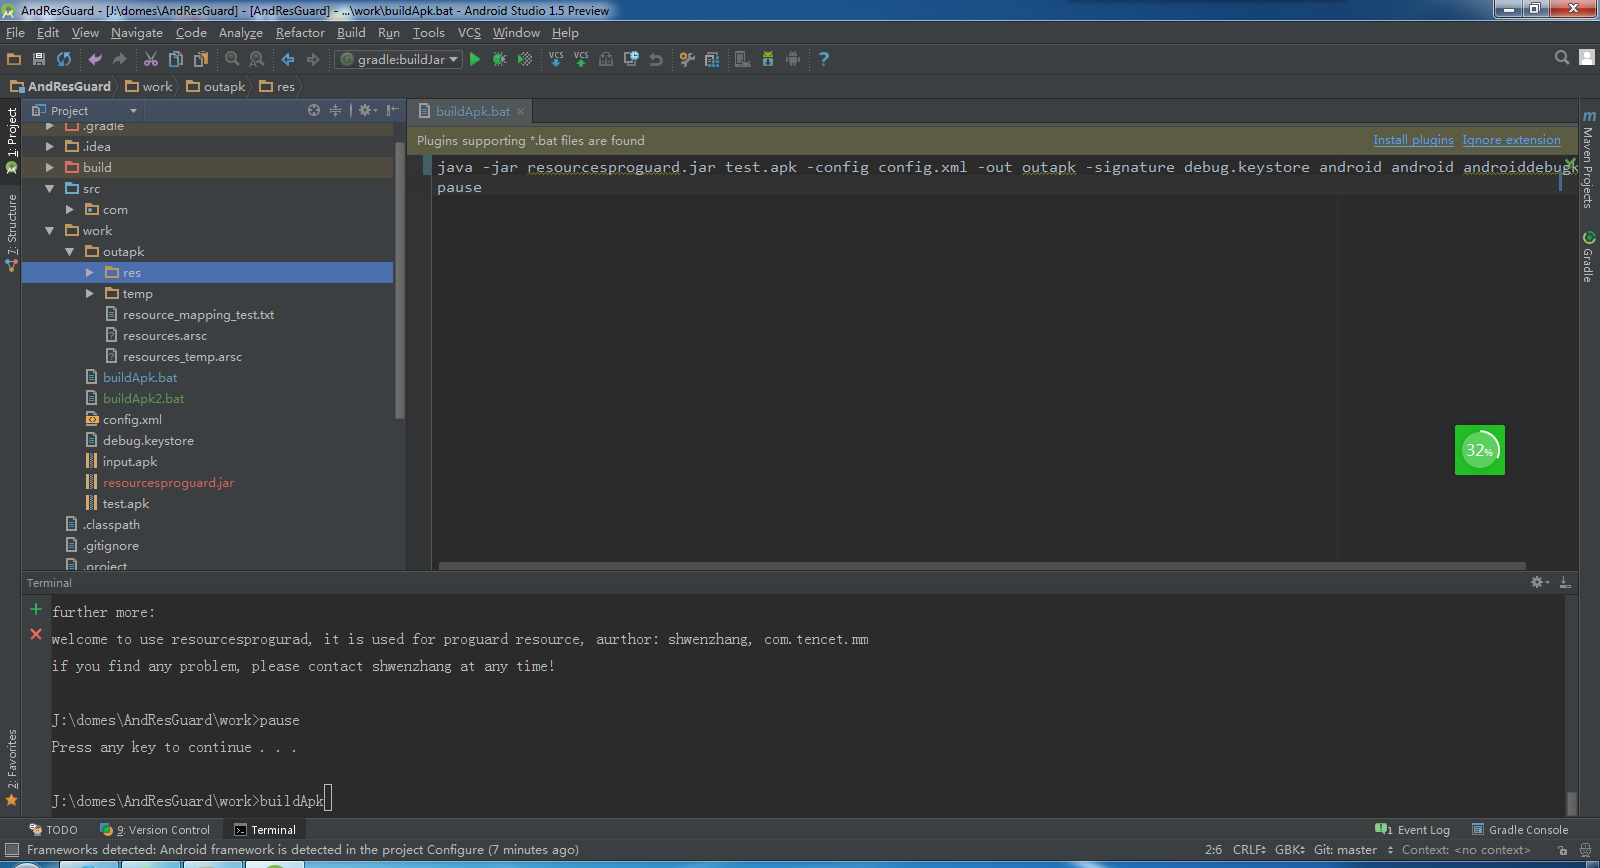 AndResGuard - [J:\domes\AndResGuard] - [AndResGuard] - ...\work\buildApk.bat - Android Studio 1.5 Preview
File Edit View Navigate Code Analyze Refactor Build Run Tools VCS Window Help
gradle:buildJar VCS VCS ?
AndResGuard work outapk res
Project
buildApk.bat
.gradle
.idea
build
src
com
work
outapk
res
temp
resource_mapping_test.txt
resources.arsc
resources_temp.arsc
buildApk.bat
buildApk2.bat
config.xml
debug.keystore
input.apk
resourcesproguard.jar
test.apk
.classpath
.gitignore
.project
Plugins supporting *.bat files are found Install plugins Ignore extension
java -jar resourcesproguard.jar test.apk -config config.xml -out outapk -signature debug.keystore android android androiddebugk
pause
32%
1: Project
7: Structure
2: Favorites
Maven Projects
Gradle
Terminal
further more:
welcome to use resourcesprogurad, it is used for proguard resource, aurthor: shwenzhang, com.tencet.mm
if you find any problem, please contact shwenzhang at any time!
J:\domes\AndResGuard\work>pause
Press any key to continue . . .
J:\domes\AndResGuard\work>buildApk
TODO 9: Version Control Terminal 1 Event Log Gradle Console
Frameworks detected: Android framework is detected in the project Configure (7 minutes ago) 2:6 CRLF GBK Git: master Context: <no context>